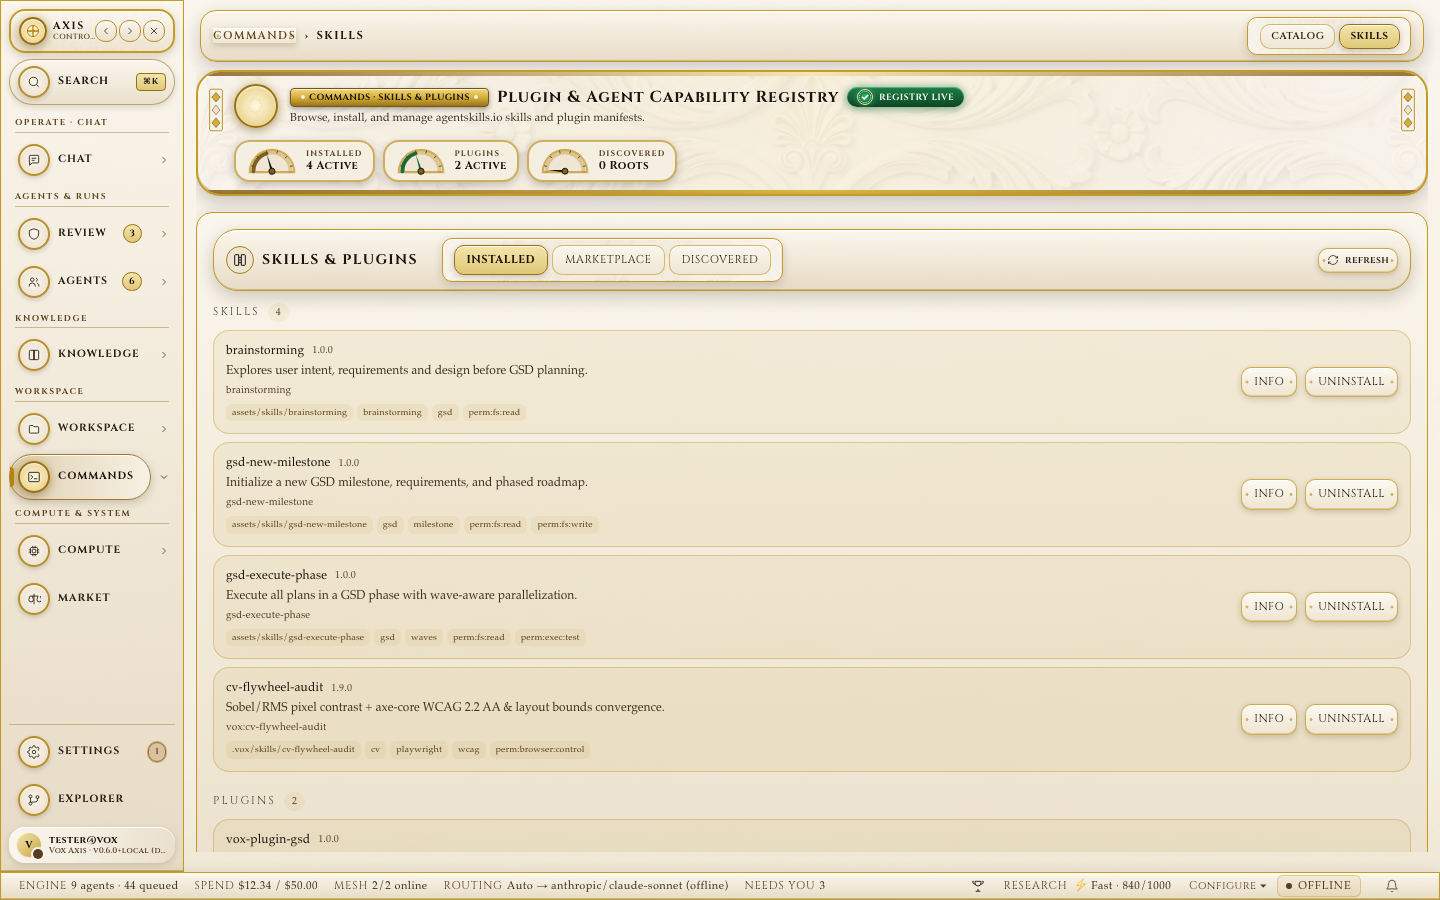 AXIS
CONTRO...
SEARCH
⌘K
OPERATE · CHAT
CHAT
AGENTS & RUNS
REVIEW 3
AGENTS 6
KNOWLEDGE
KNOWLEDGE
WORKSPACE
WORKSPACE
COMMANDS
COMPUTE & SYSTEM
COMPUTE
MARKET
SETTINGS 1
EXPLORER
V
TESTER@VOX
VOX AXIS · V0.6.0+LOCAL (D...
COMMANDS › SKILLS
CATALOG SKILLS
COMMANDS · SKILLS & PLUGINS
PLUGIN & AGENT CAPABILITY REGISTRY
REGISTRY LIVE
Browse, install, and manage agentskills.io skills and plugin manifests.
INSTALLED
4 ACTIVE
PLUGINS
2 ACTIVE
DISCOVERED
0 ROOTS
SKILLS & PLUGINS
INSTALLED MARKETPLACE DISCOVERED
REFRESH
SKILLS 4
brainstorming 1.0.0
Explores user intent, requirements and design before GSD planning.
brainstorming
assets/skills/brainstorming brainstorming gsd perm:fs:read
INFO UNINSTALL
gsd-new-milestone 1.0.0
Initialize a new GSD milestone, requirements, and phased roadmap.
gsd-new-milestone
assets/skills/gsd-new-milestone gsd milestone perm:fs:read perm:fs:write
INFO UNINSTALL
gsd-execute-phase 1.0.0
Execute all plans in a GSD phase with wave-aware parallelization.
gsd-execute-phase
assets/skills/gsd-execute-phase gsd waves perm:fs:read perm:exec:test
INFO UNINSTALL
cv-flywheel-audit 1.9.0
Sobel/RMS pixel contrast + axe-core WCAG 2.2 AA & layout bounds convergence.
vox:cv-flywheel-audit
.vox/skills/cv-flywheel-audit cv playwright wcag perm:browser:control
INFO UNINSTALL
PLUGINS 2
vox-plugin-gsd 1.0.0
ENGINE 9 agents · 44 queued SPEND $12.34 / $50.00 MESH 2/2 online ROUTING Auto → anthropic/claude-sonnet (offline) NEEDS YOU 3 RESEARCH ⚡ Fast · 840/1000 CONFIGURE OFFLINE